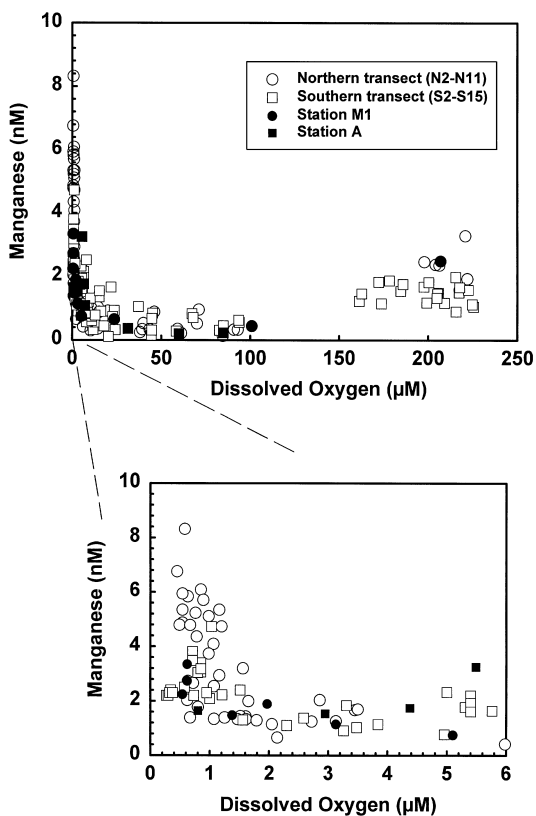 10
8
6
4
2
0
Manganese (nM)
Northern transect (N2-N11)
Southern transect (S2-S15)
Station M1
Station A
0 50 100 150 200 250
Dissolved Oxygen (µM)
10
8
6
4
2
0
Manganese (nM)
0 1 2 3 4 5 6
Dissolved Oxygen (µM)